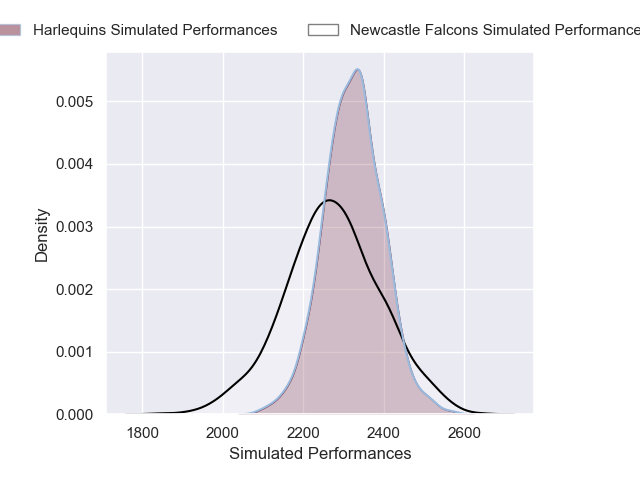 Harlequins Simulated Performances
Newcastle Falcons Simulated Performance
0.005
0.004
0.003
0.002
0.001
0.000
Density
1800 2000 2200 2400 2600
Simulated Performances